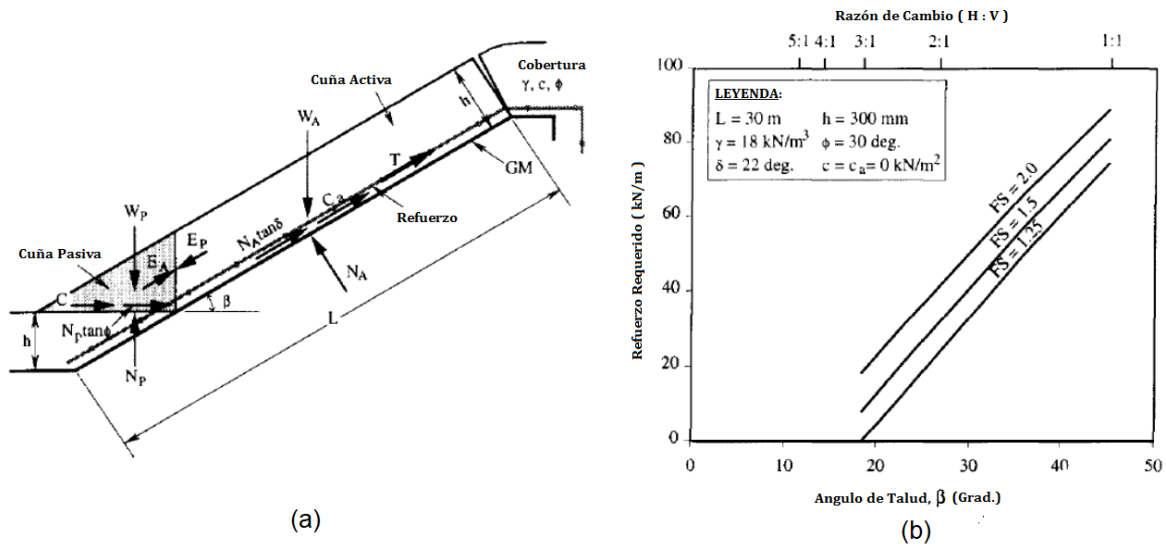 (a)
Cuña Activa
Cobertura
γ, c, ϕ
h
W_A
T
GM
C_a
Refuerzo
W_P
N_A tanδ
E_P
Cuña Pasiva
E_A
N_A
C
β
L
N_p tanϕ
h
N_P
(a)
(b)
Razón de Cambio ( H : V )
5:1 4:1 3:1 2:1 1:1
Refuerzo Requerido ( kN/m )
100
80
60
40
20
0
LEYENDA:
L = 30 m h = 300 mm
γ = 18 kN/m³ ϕ = 30 deg.
δ = 22 deg. c = c_a= 0 kN/m²
FS = 2.0
FS = 1.5
FS = 1.25
0 10 20 30 40 50
Angulo de Talud, β (Grad.)
(b)